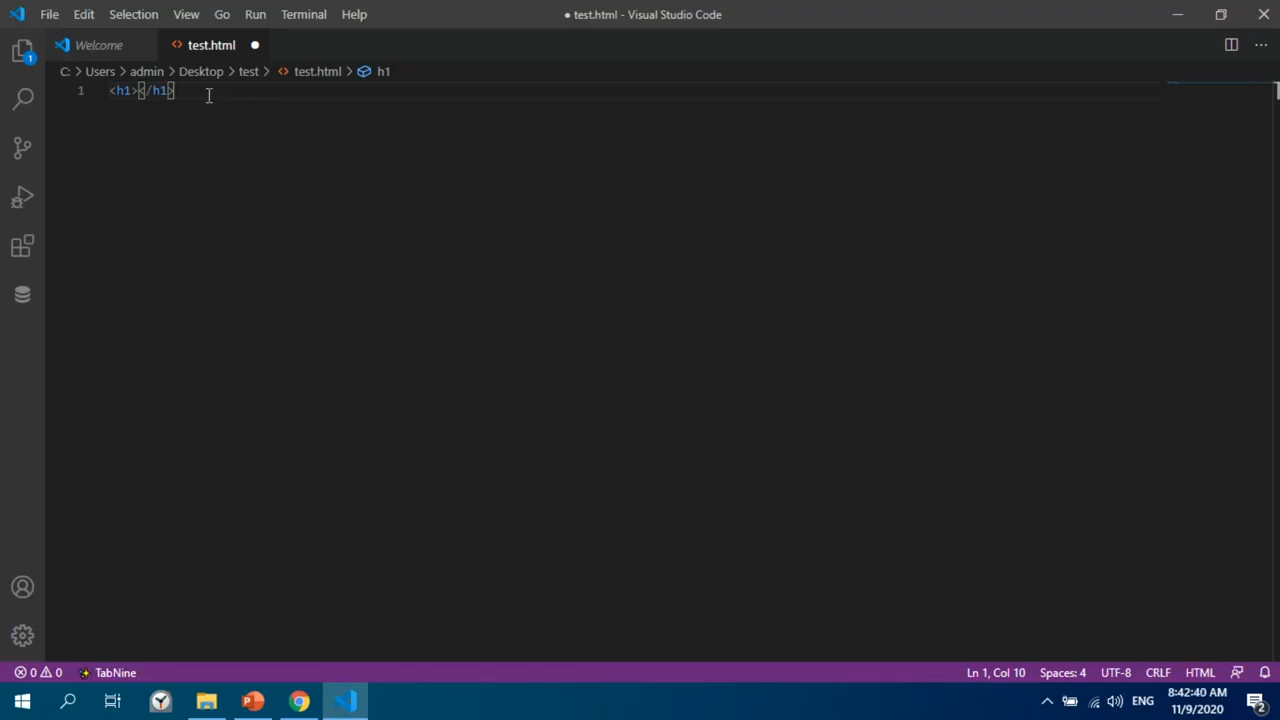 File Edit Selection View Go Run Terminal Help ● test.html - Visual Studio Code
Welcome test.html
C: > Users > admin > Desktop > test > test.html > h1
1 <h1></h1>
0 0 TabNine Ln 1, Col 10 Spaces: 4 UTF-8 CRLF HTML
1
ENG 8:42:40 AM
11/9/2020
2